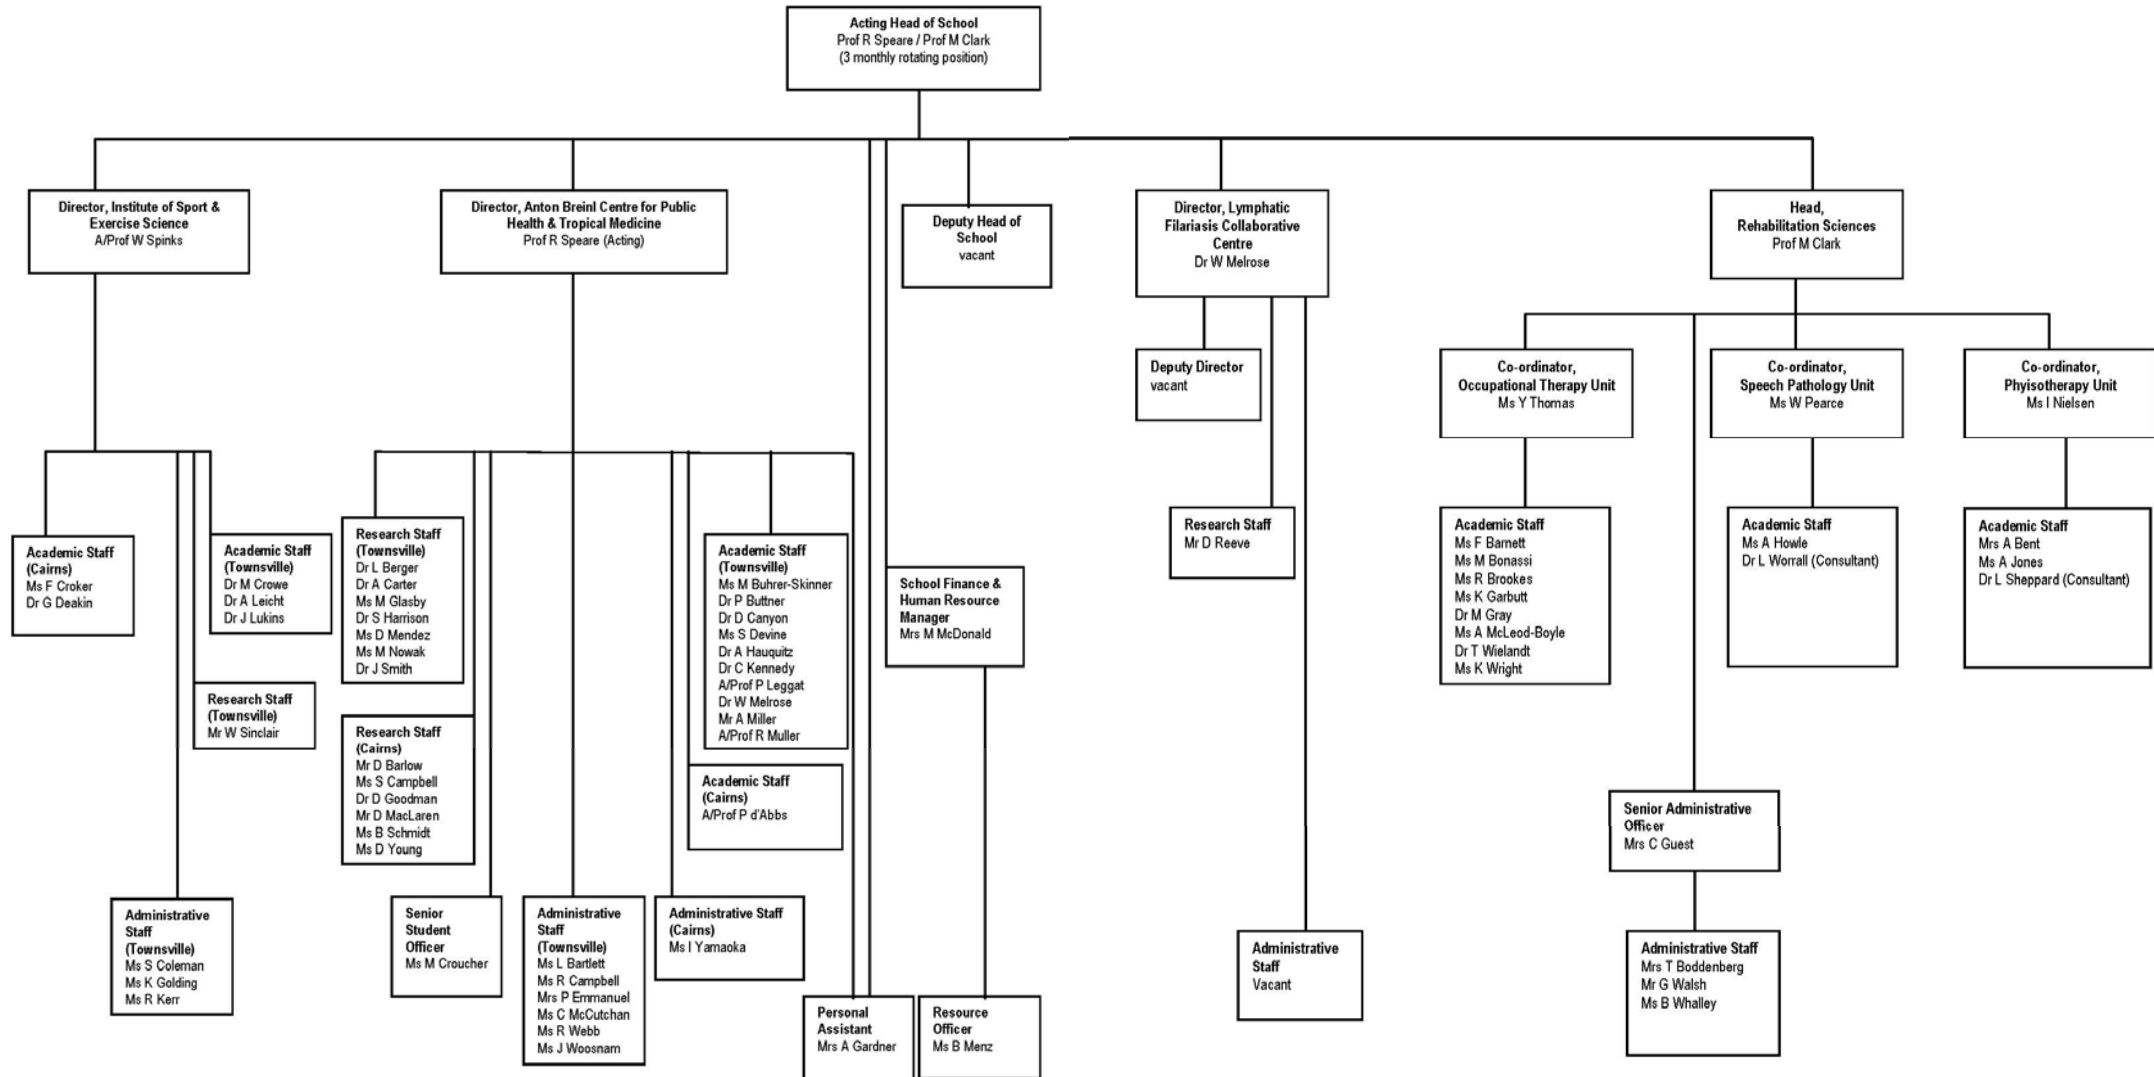 Acting Head of School
Prof R Speare / Prof M Clark
(3 monthly rotating position)
Director, Institute of Sport &
Exercise Science
A/Prof W Spinks
Director, Anton Breinl Centre for Public
Health & Tropical Medicine
Prof R Speare (Acting)
Deputy Head of
School
vacant
Director, Lymphatic
Filariasis Collaborative
Centre
Dr W Melrose
Head,
Rehabilitation Sciences
Prof M Clark
Deputy Director
vacant
Co-ordinator,
Occupational Therapy Unit
Ms Y Thomas
Co-ordinator,
Speech Pathology Unit
Ms W Pearce
Co-ordinator,
Phyisotherapy Unit
Ms I Nielsen
Academic Staff
(Cairns)
Ms F Croker
Dr G Deakin
Academic Staff
(Townsville)
Dr M Crowe
Dr A Leicht
Dr J Lukins
Research Staff
(Townsville)
Mr W Sinclair
Administrative
Staff
(Townsville)
Ms S Coleman
Ms K Golding
Ms R Kerr
Research Staff
(Townsville)
Dr L Berger
Dr A Carter
Ms M Glasby
Dr S Harrison
Ms D Mendez
Ms M Nowak
Dr J Smith
Research Staff
(Cairns)
Mr D Barlow
Ms S Campbell
Dr D Goodman
Mr D MacLaren
Ms B Schmidt
Ms D Young
Senior
Student
Officer
Ms M Croucher
Administrative
Staff
(Townsville)
Ms L Bartlett
Ms R Campbell
Mrs P Emmanuel
Ms C McCutchan
Ms R Webb
Ms J Woosnam
Administrative Staff
(Cairns)
Ms I Yamaoka
Academic Staff
(Townsville)
Ms M Buhrer-Skinner
Dr P Buttner
Dr D Canyon
Ms S Devine
Dr A Hauquitz
Dr C Kennedy
A/Prof P Leggat
Dr W Melrose
Mr A Miller
A/Prof R Muller
Academic Staff
(Cairns)
A/Prof P d'Abbs
Personal
Assistant
Mrs A Gardner
School Finance &
Human Resource
Manager
Mrs M McDonald
Resource
Officer
Ms B Menz
Research Staff
Mr D Reeve
Administrative
Staff
Vacant
Academic Staff
Ms F Barnett
Ms M Bonassi
Ms R Brookes
Ms K Garbutt
Dr M Gray
Ms A McLeod-Boyle
Dr T Wielandt
Ms K Wright
Academic Staff
Ms A Howle
Dr L Worrall (Consultant)
Academic Staff
Mrs A Bent
Ms A Jones
Dr L Sheppard (Consultant)
Senior Administrative
Officer
Mrs C Guest
Administrative Staff
Mrs T Boddenberg
Mr G Walsh
Ms B Whalley